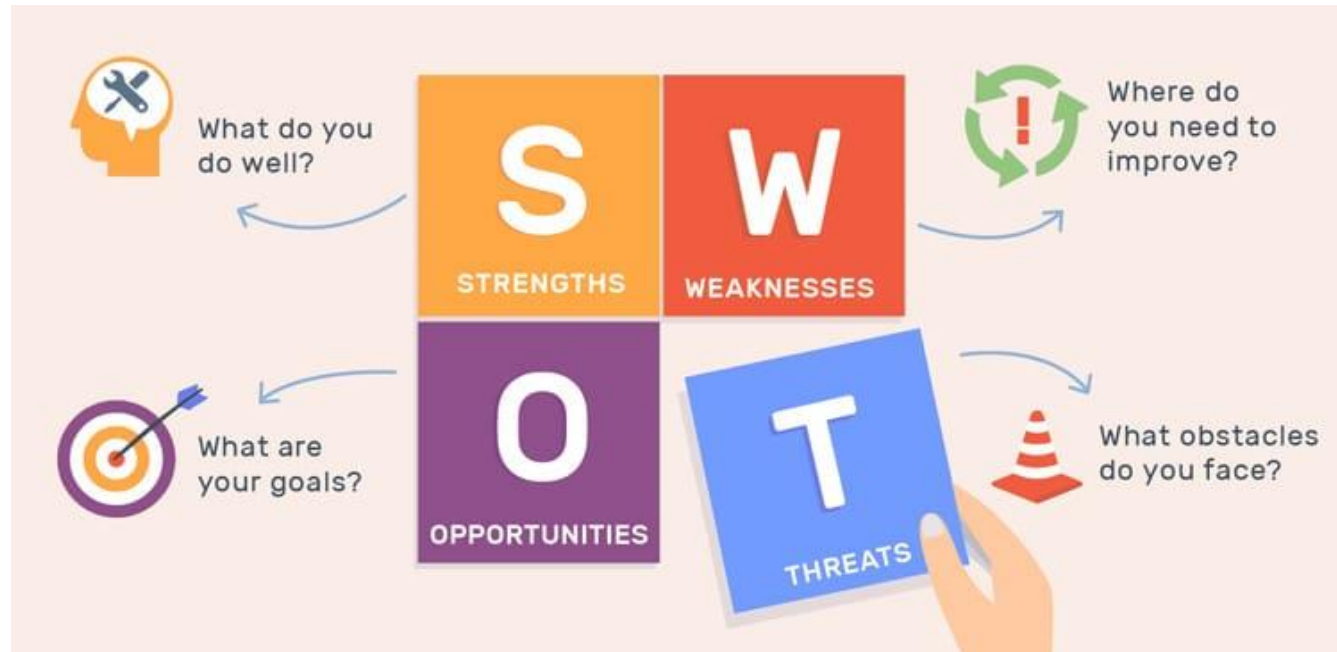 What do you
do well?
S
STRENGTHS
W
WEAKNESSES
Where do
you need to
improve?
What are
your goals?
O
OPPORTUNITIES
T
THREATS
What obstacles
do you face?